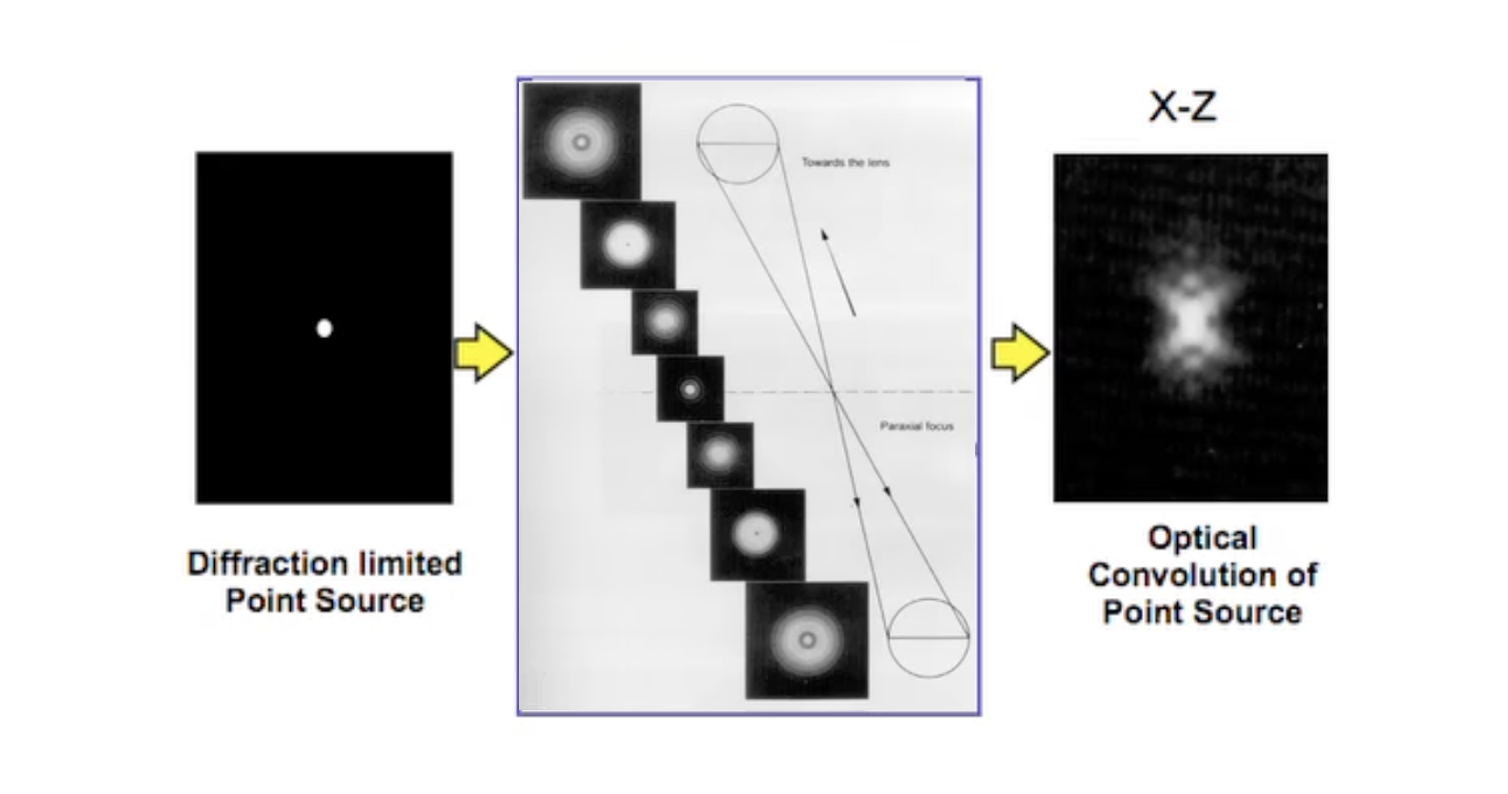 X-Z
Towards the lens
Paraxial focus
Diffraction limited
Point Source
Optical
Convolution of
Point Source